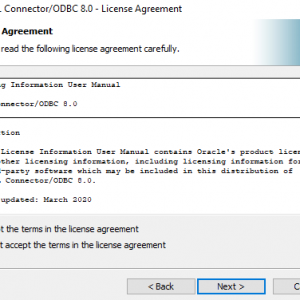 Connector/ODBC 8.0 - License Agreement
Agreement
read the following license agreement carefully.
ng Information User Manual
onnector/ODBC 8.0
ction
License Information User Manual contains Oracle's product licen
ther licensing information, including licensing information for
-party software which may be included in this distribution of
Connector/ODBC 8.0.
updated: March 2020
t the terms in the license agreement
t accept the terms in the license agreement
< Back
Next >
C